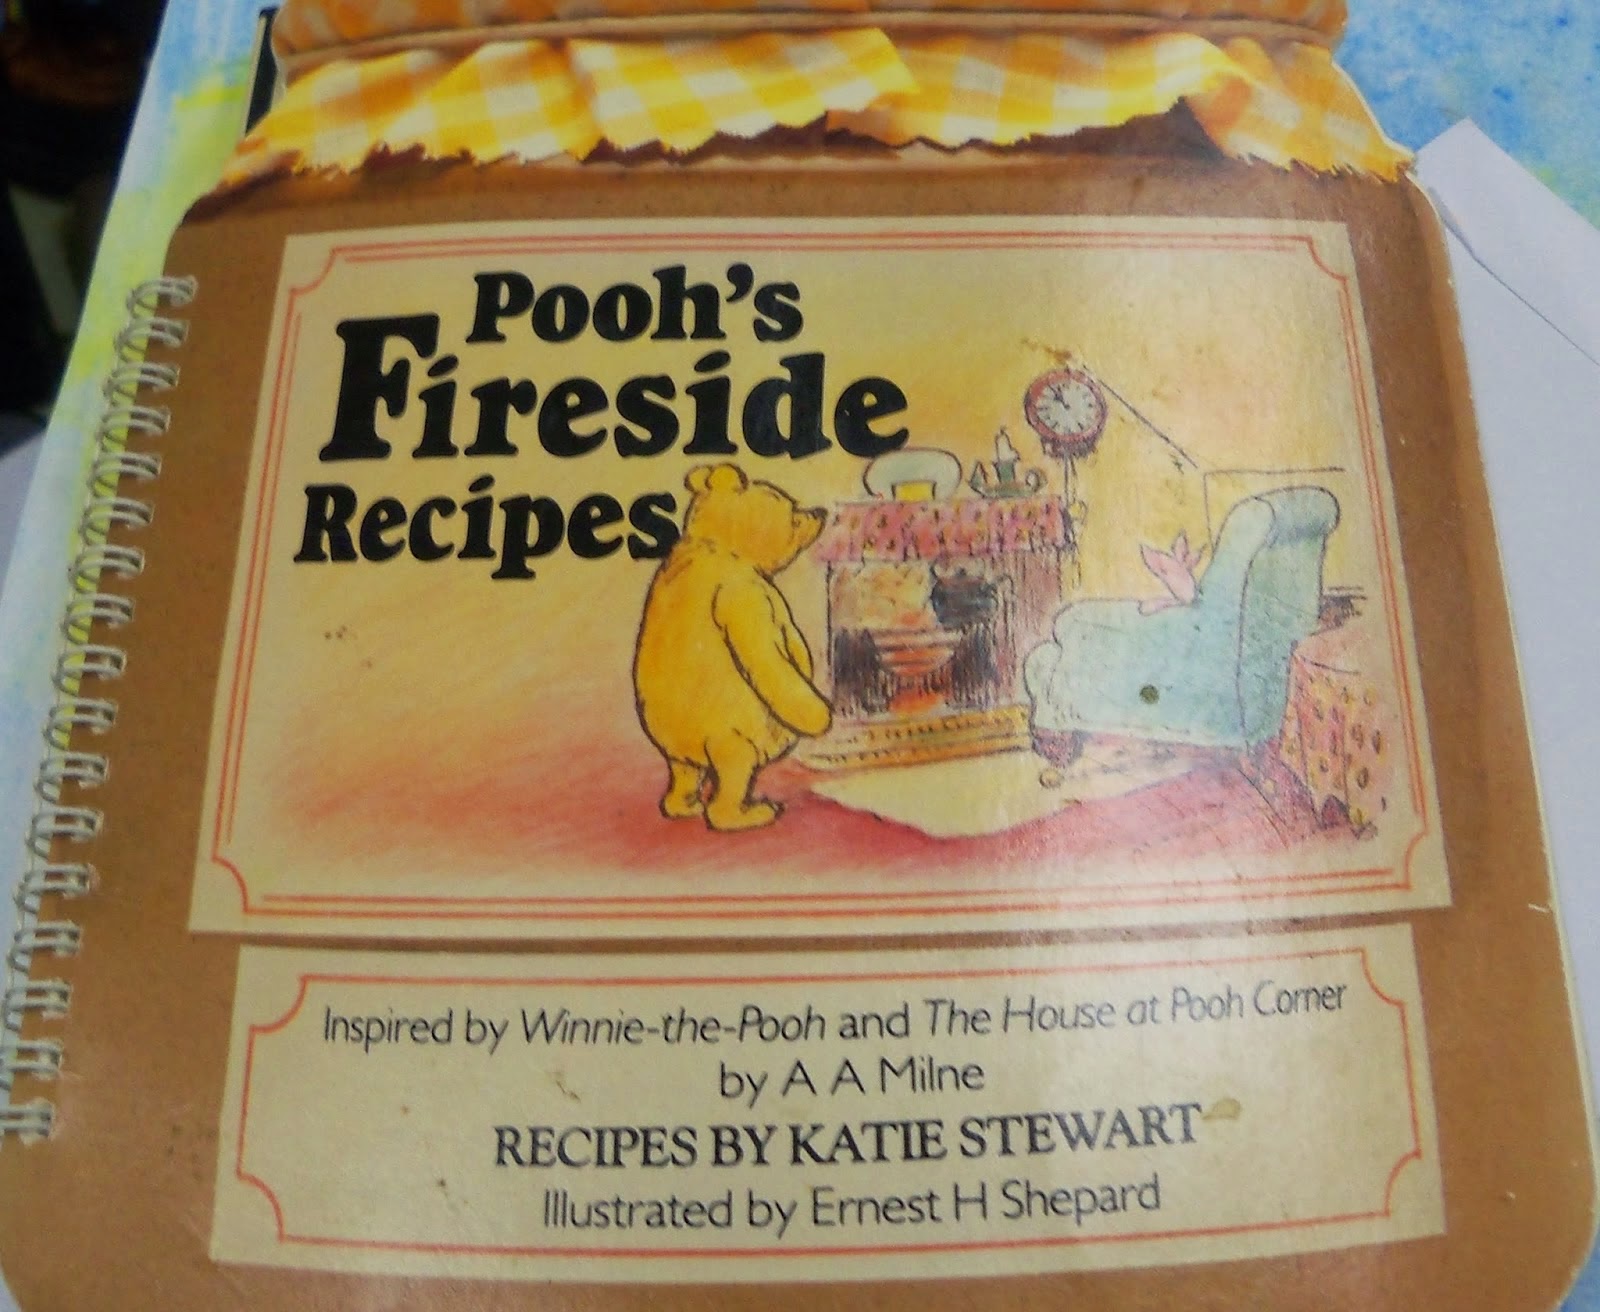 Pooh's
Fireside
Recipes
Inspired by Winnie-the-Pooh and The House at Pooh Corner
by A A Milne
RECIPES BY KATIE STEWART
Illustrated by Ernest H Shepard